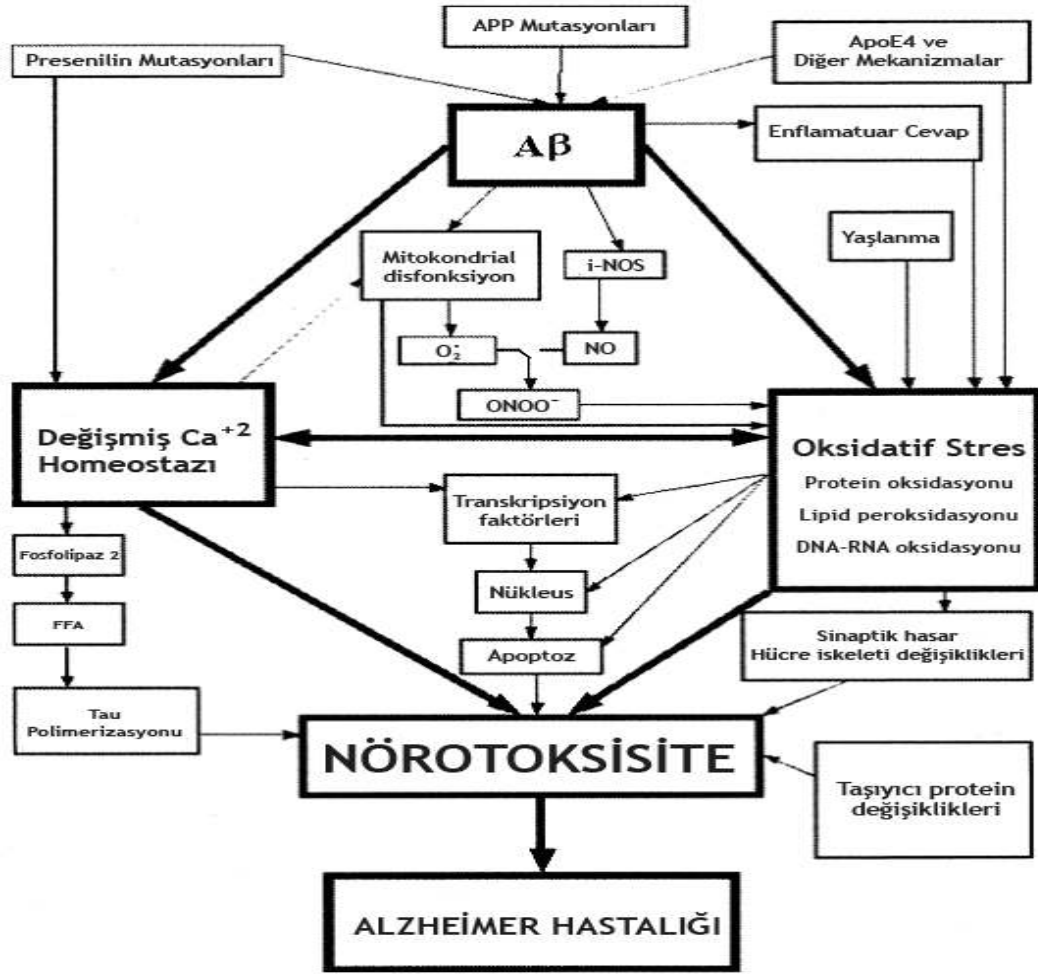 APP Mutasyonları
Presenilin Mutasyonları
ApoE4 ve
Diğer Mekanizmalar
Aβ
Enflamatuar Cevap
Yaşlanma
Mitokondrial
disfonksiyon
i-NOS
O₂⁻
NO
ONOO⁻
Değişmiş Ca⁺²
Homeostazı
Oksidatif Stres
Protein oksidasyonu
Lipid peroksidasyonu
DNA-RNA oksidasyonu
Transkripsiyon
faktörleri
Fosfolipaz 2
Nükleus
FFA
Apoptoz
Sinaptik hasar
Hücre iskeleti değişiklikleri
Tau
Polimerizasyonu
NÖROTOKSİSİTE
Taşıyıcı protein
değişiklikleri
ALZHEİMER HASTALIĞI